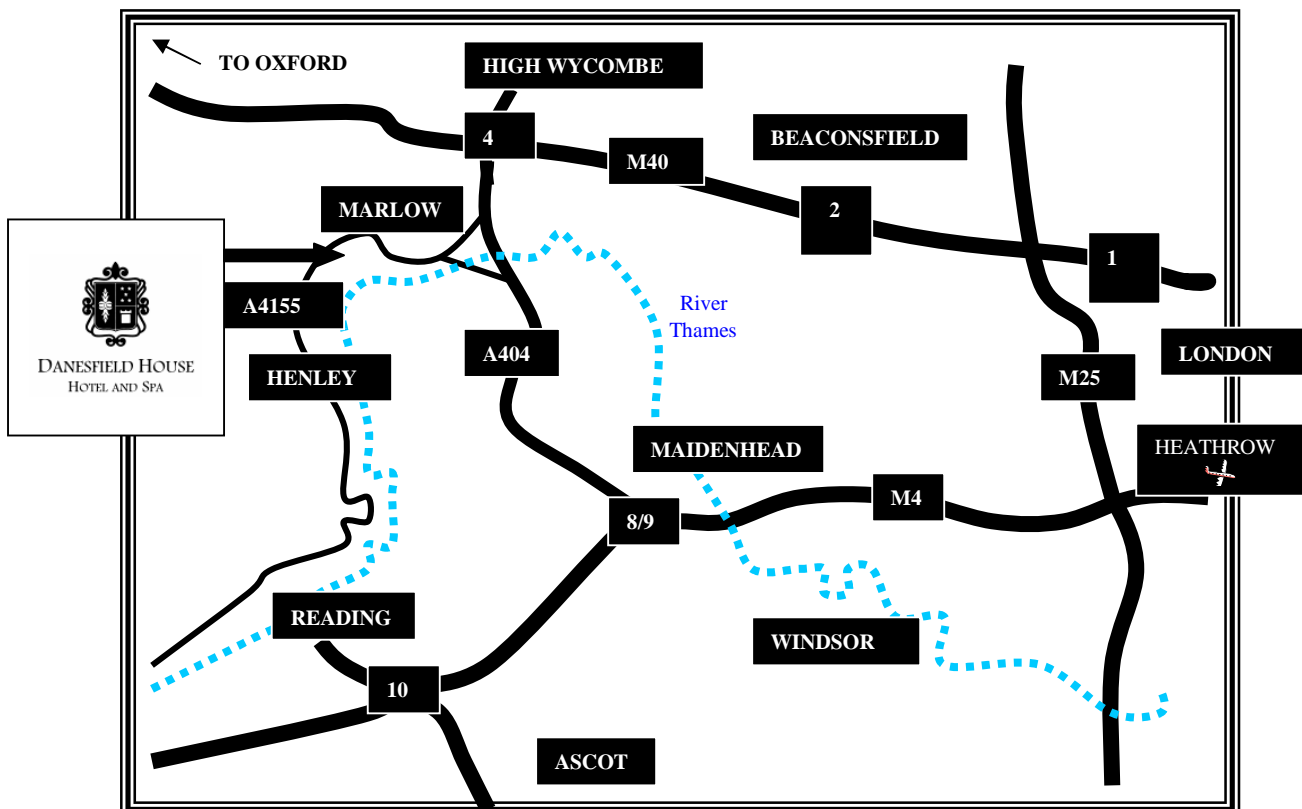 TO OXFORD
HIGH WYCOMBE
4
M40
BEACONSFIELD
MARLOW
2
1
A4155
River
Thames
DANESFIELD HOUSE
HOTEL AND SPA
HENLEY
A404
M25
LONDON
MAIDENHEAD
HEATHROW
8/9
M4
READING
WINDSOR
10
ASCOT